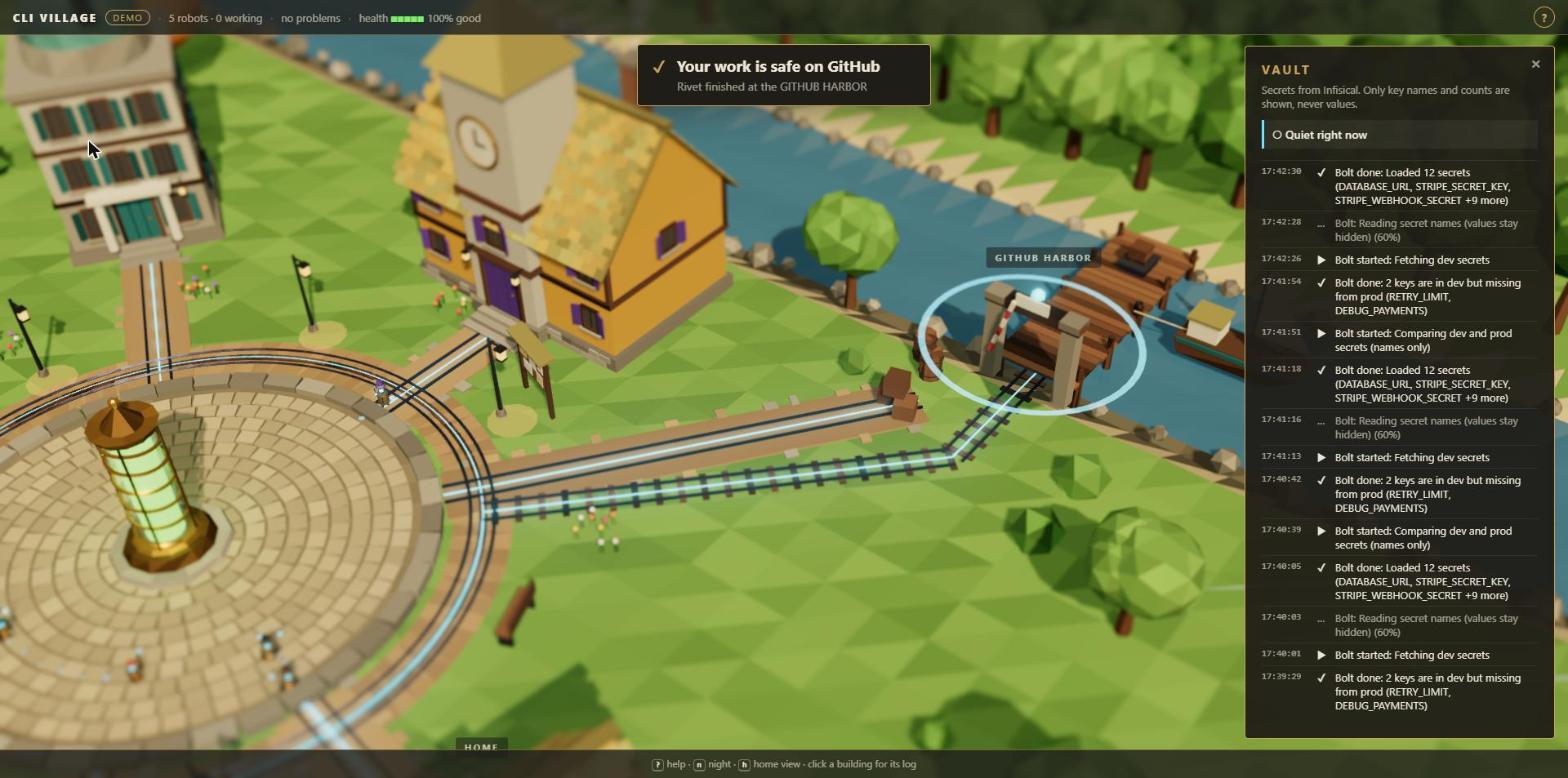 CLI VILLAGE DEMO · 5 robots · 0 working · no problems · health 100% good ?
✓ Your work is safe on GitHub
Rivet finished at the GITHUB HARBOR
GITHUB HARBOR
HOME
VAULT ×
Secrets from Infisical. Only key names and counts are
shown, never values.
Quiet right now
17:42:30 ✓ Bolt done: Loaded 12 secrets
(DATABASE_URL, STRIPE_SECRET_KEY,
STRIPE_WEBHOOK_SECRET +9 more)
17:42:28 … Bolt: Reading secret names (values stay
hidden) (60%)
17:42:26 ▶ Bolt started: Fetching dev secrets
17:41:54 ✓ Bolt done: 2 keys are in dev but missing
from prod (RETRY_LIMIT,
DEBUG_PAYMENTS)
17:41:51 ▶ Bolt started: Comparing dev and prod
secrets (names only)
17:41:18 ✓ Bolt done: Loaded 12 secrets
(DATABASE_URL, STRIPE_SECRET_KEY,
STRIPE_WEBHOOK_SECRET +9 more)
17:41:16 … Bolt: Reading secret names (values stay
hidden) (60%)
17:41:13 ▶ Bolt started: Fetching dev secrets
17:40:42 ✓ Bolt done: 2 keys are in dev but missing
from prod (RETRY_LIMIT,
DEBUG_PAYMENTS)
17:40:39 ▶ Bolt started: Comparing dev and prod
secrets (names only)
17:40:05 ✓ Bolt done: Loaded 12 secrets
(DATABASE_URL, STRIPE_SECRET_KEY,
STRIPE_WEBHOOK_SECRET +9 more)
17:40:03 … Bolt: Reading secret names (values stay
hidden) (60%)
17:40:01 ▶ Bolt started: Fetching dev secrets
17:39:29 ✓ Bolt done: 2 keys are in dev but missing
from prod (RETRY_LIMIT,
DEBUG_PAYMENTS)
? help · n night · h home view · click a building for its log